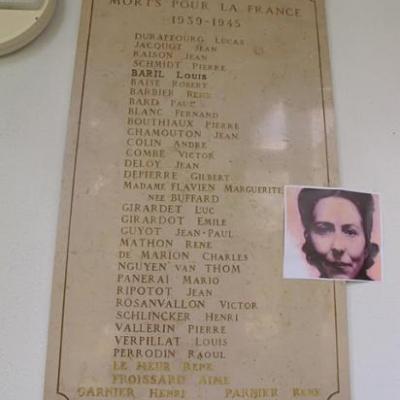 MORTS POUR LA FRANCE
1939-1945
DURAFFOURG LUCAS
JACQUOT JEAN
RAISON JEAN
SCHMIDT PIERRE
BARIL LOUIS
BAISE ROBERT
BARBIER RENE
BARD PAUL
BLANC FERNAND
BOUTHIAUX PIERRE
CHAMOUTON JEAN
COLIN ANDRE
COMBE VICTOR
DELOY JEAN
DEPIERRE GILBERT
MADAME FLAVIEN MARGUERITE
NEE BUFFARD
GIRARDET LUC
GIRARDOT EMILE
GUYOT JEAN-PAUL
MATHON RENE
DE MARION CHARLES
NGUYEN VAN THOM
PANERAI MARIO
RIPOTOT JEAN
ROSANVALLON VICTOR
SCHLINCKER HENRI
VALLERIN PIERRE
VERPILLAT LOUIS
PERRODIN RAOUL
LE MEUR RENE
FROISSARD AIME
GARNIER HENRI PARNIER RENE